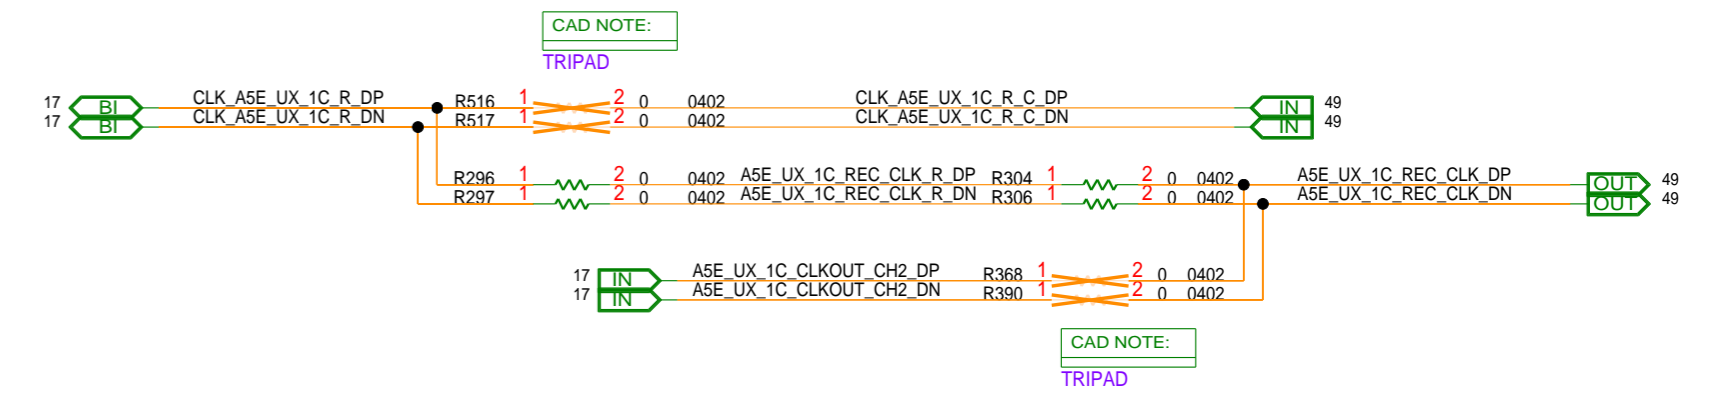 CAD NOTE:
TRIPAD
17 BI CLK_A5E_UX_1C_R_DP R516 1 2 0 0402 CLK_A5E_UX_1C_R_C_DP IN 49
17 BI CLK_A5E_UX_1C_R_DN R517 1 2 0 0402 CLK_A5E_UX_1C_R_C_DN IN 49
R296 1 2 0 0402 A5E_UX_1C_REC_CLK_R_DP R304 1 2 0 0402 A5E_UX_1C_REC_CLK_DP OUT 49
R297 1 2 0 0402 A5E_UX_1C_REC_CLK_R_DN R306 1 2 0 0402 A5E_UX_1C_REC_CLK_DN OUT 49
17 IN A5E_UX_1C_CLKOUT_CH2_DP R368 1 2 0 0402
17 IN A5E_UX_1C_CLKOUT_CH2_DN R390 1 2 0 0402
CAD NOTE:
TRIPAD